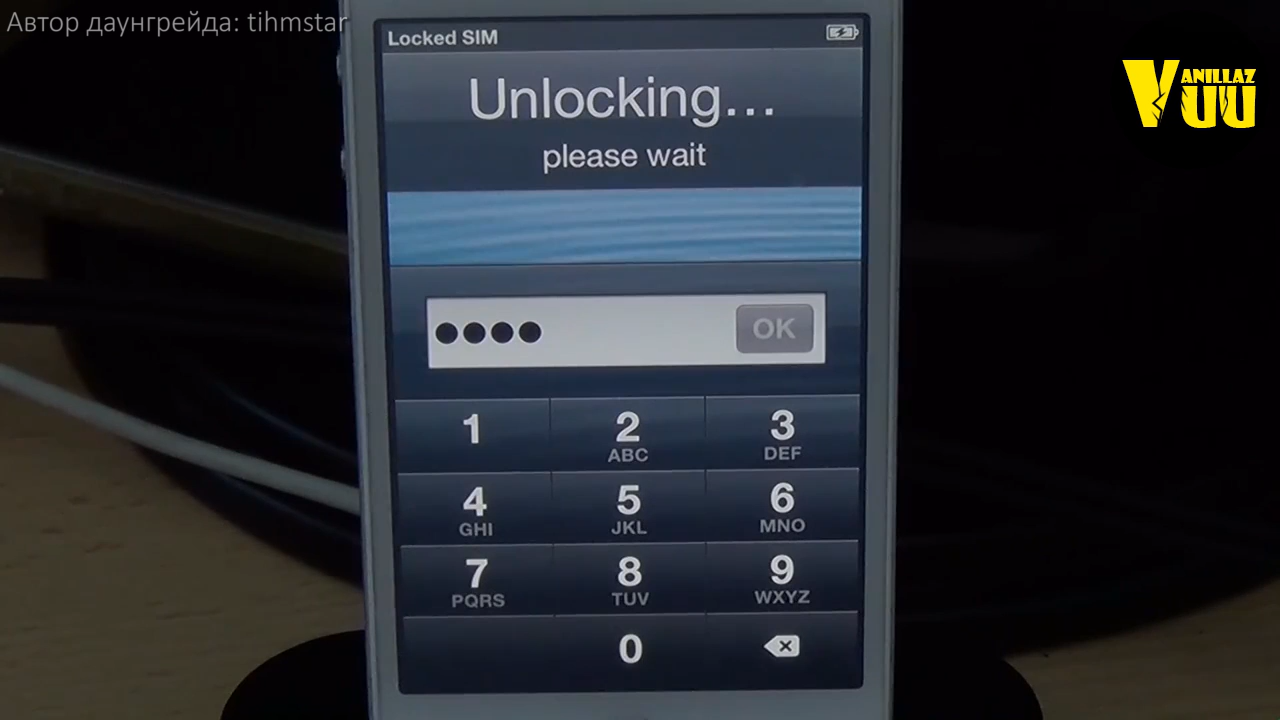 Автор даунгрейда: tihmstar
VANILLAZ
VUU
Locked SIM
Unlocking...
please wait
OK
1
2
3
ABC
DEF
4
5
6
GHI
JKL
MNO
7
8
9
PQRS
TUV
WXYZ
0